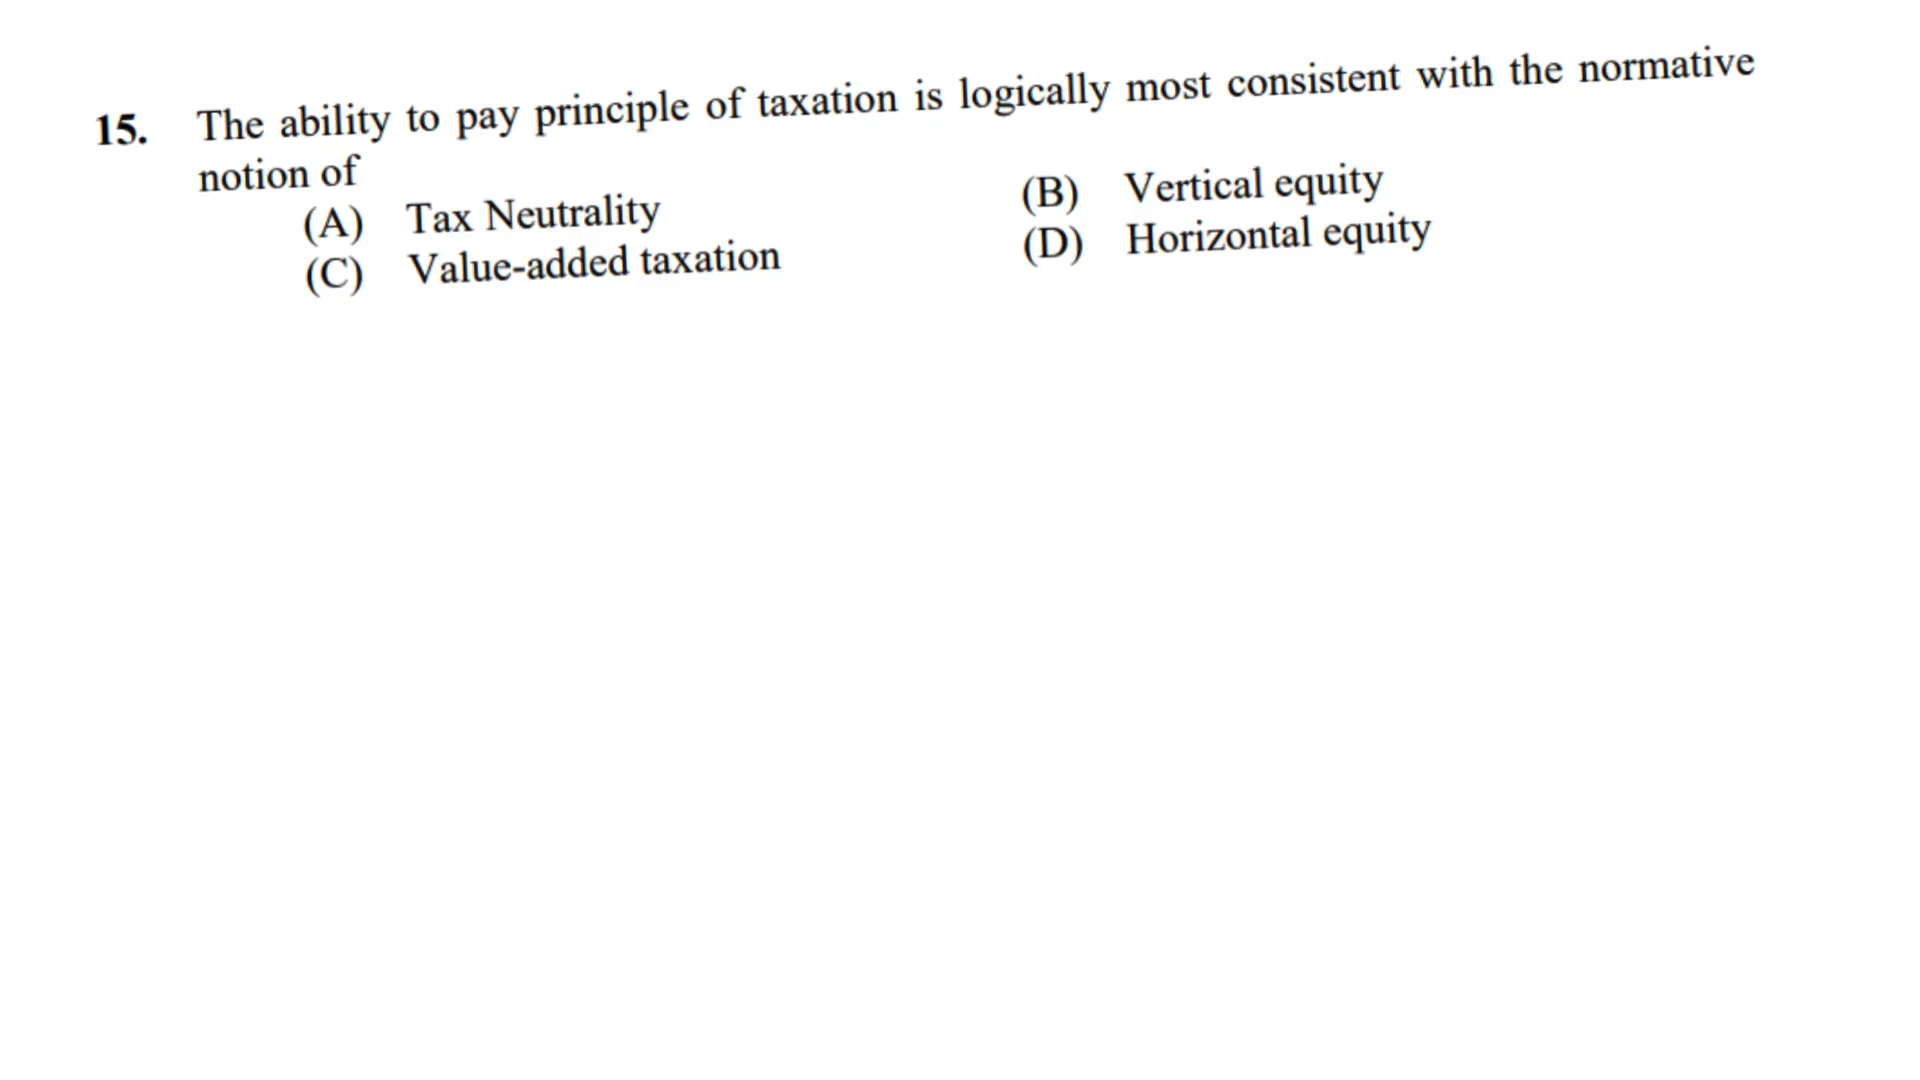 15. The ability to pay principle of taxation is logically most consistent with the normative
notion of
(A) Tax Neutrality (B) Vertical equity
(C) Value-added taxation (D) Horizontal equity